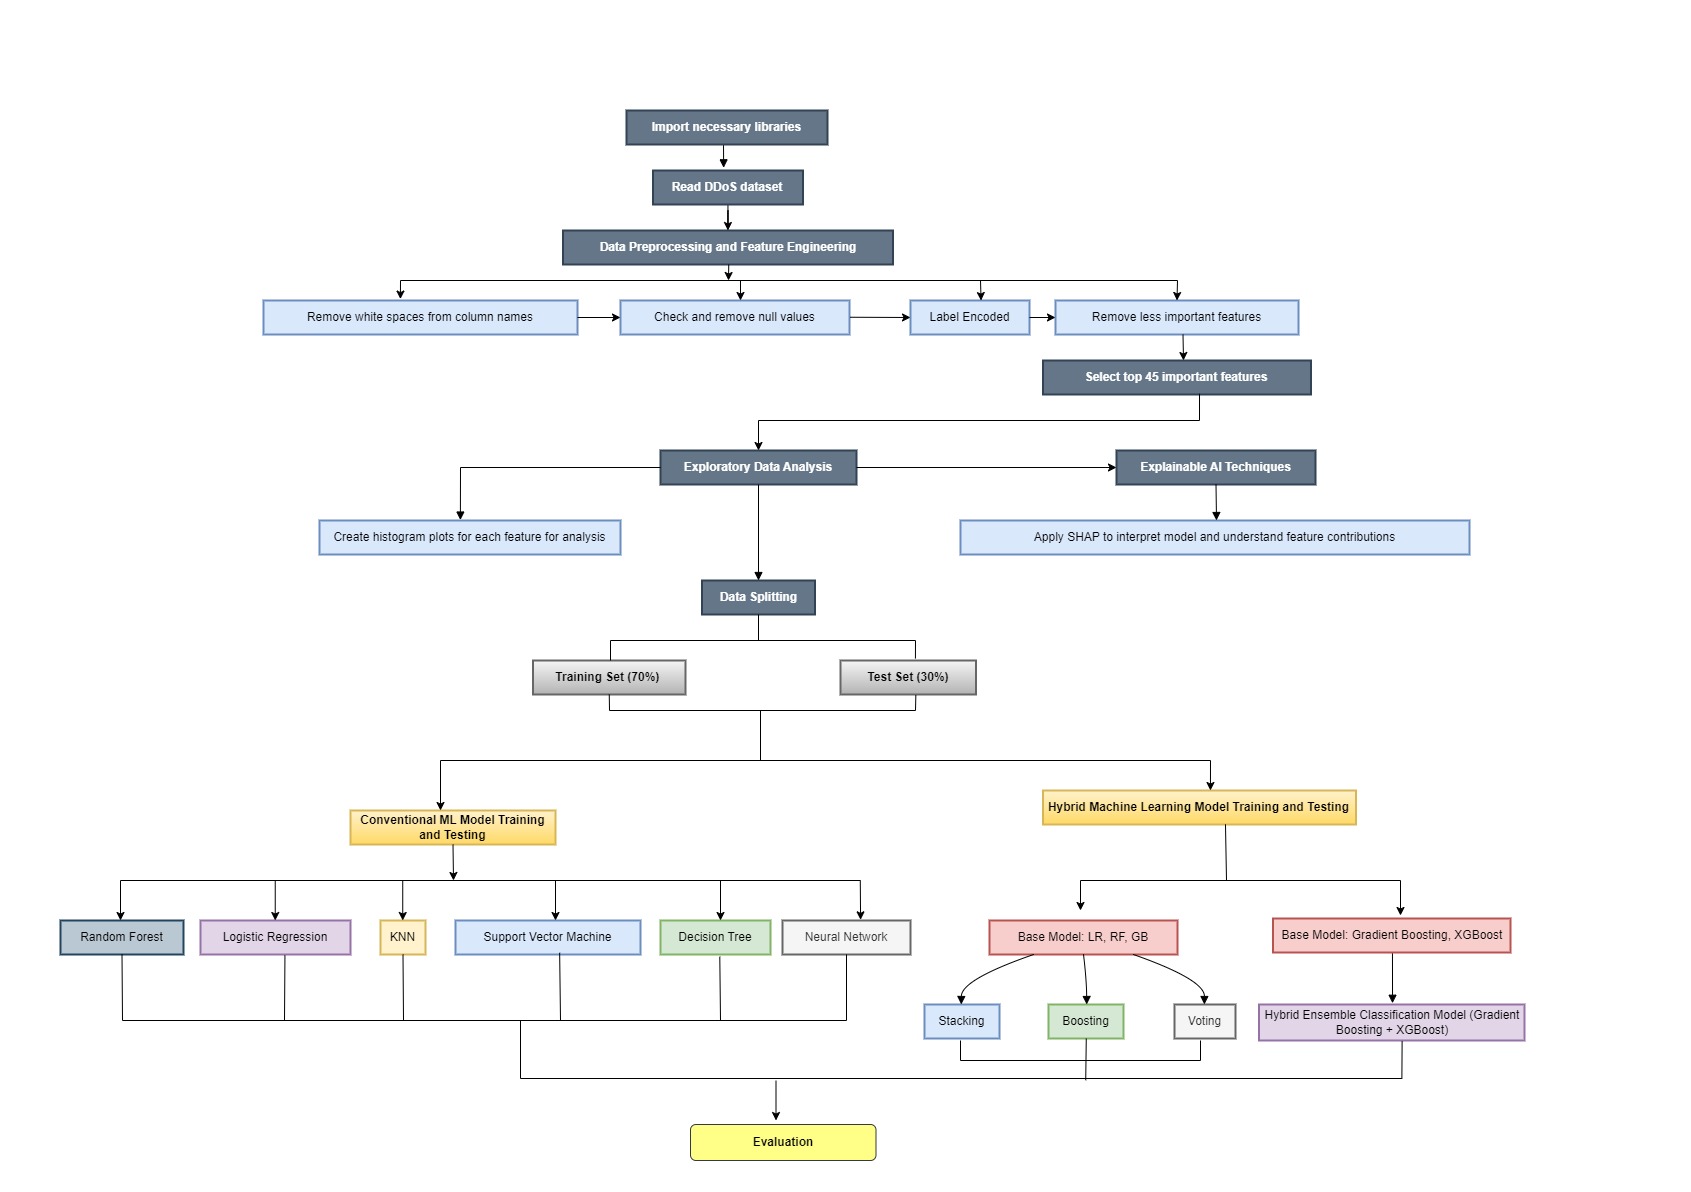 Import necessary libraries
Read DDoS dataset
Data Preprocessing and Feature Engineering
Remove white spaces from column names
Check and remove null values
Label Encoded
Remove less important features
Select top 45 important features
Exploratory Data Analysis
Explainable AI Techniques
Create histogram plots for each feature for analysis
Apply SHAP to interpret model and understand feature contributions
Data Splitting
Training Set (70%)
Test Set (30%)
Conventional ML Model Training
and Testing
Hybrid Machine Learning Model Training and Testing
Random Forest
Logistic Regression
KNN
Support Vector Machine
Decision Tree
Neural Network
Base Model: LR, RF, GB
Base Model: Gradient Boosting, XGBoost
Stacking
Boosting
Voting
Hybrid Ensemble Classification Model (Gradient
Boosting + XGBoost)
Evaluation